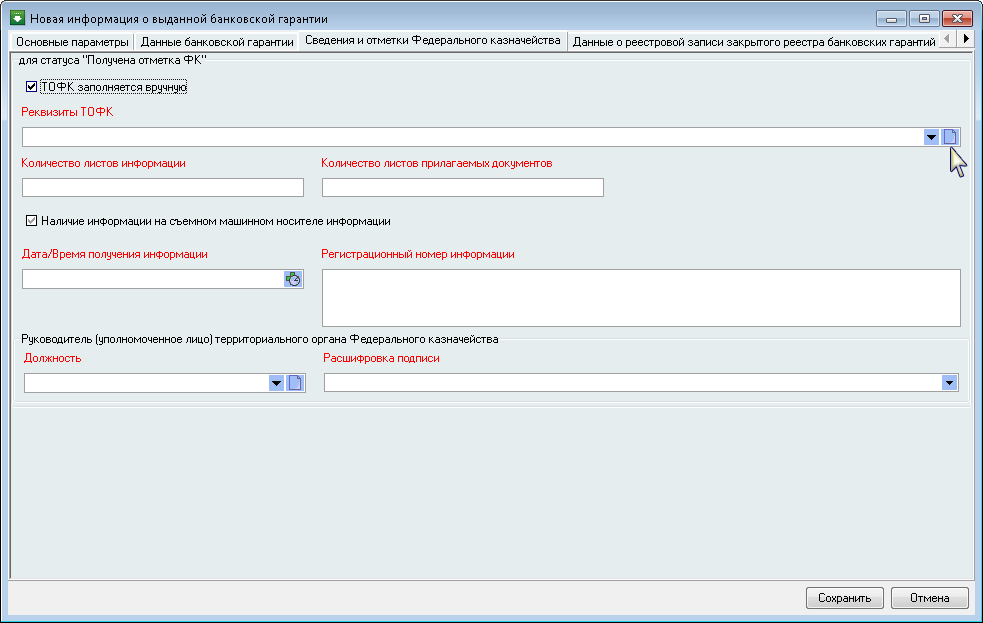 Новая информация о выданной банковской гарантии
Основные параметры Данные банковской гарантии Сведения и отметки Федерального казначейства Данные о реестровой записи закрытого реестра банковских гарантий
для статуса "Получена отметка ФК"
ТОФК заполняется вручную
Реквизиты ТОФК
Количество листов информации Количество листов прилагаемых документов
Наличие информации на съемном машинном носителе информации
Дата/Время получения информации Регистрационный номер информации
Руководитель (уполномоченное лицо) территориального органа Федерального казначейства
Должность Расшифровка подписи
Сохранить Отмена